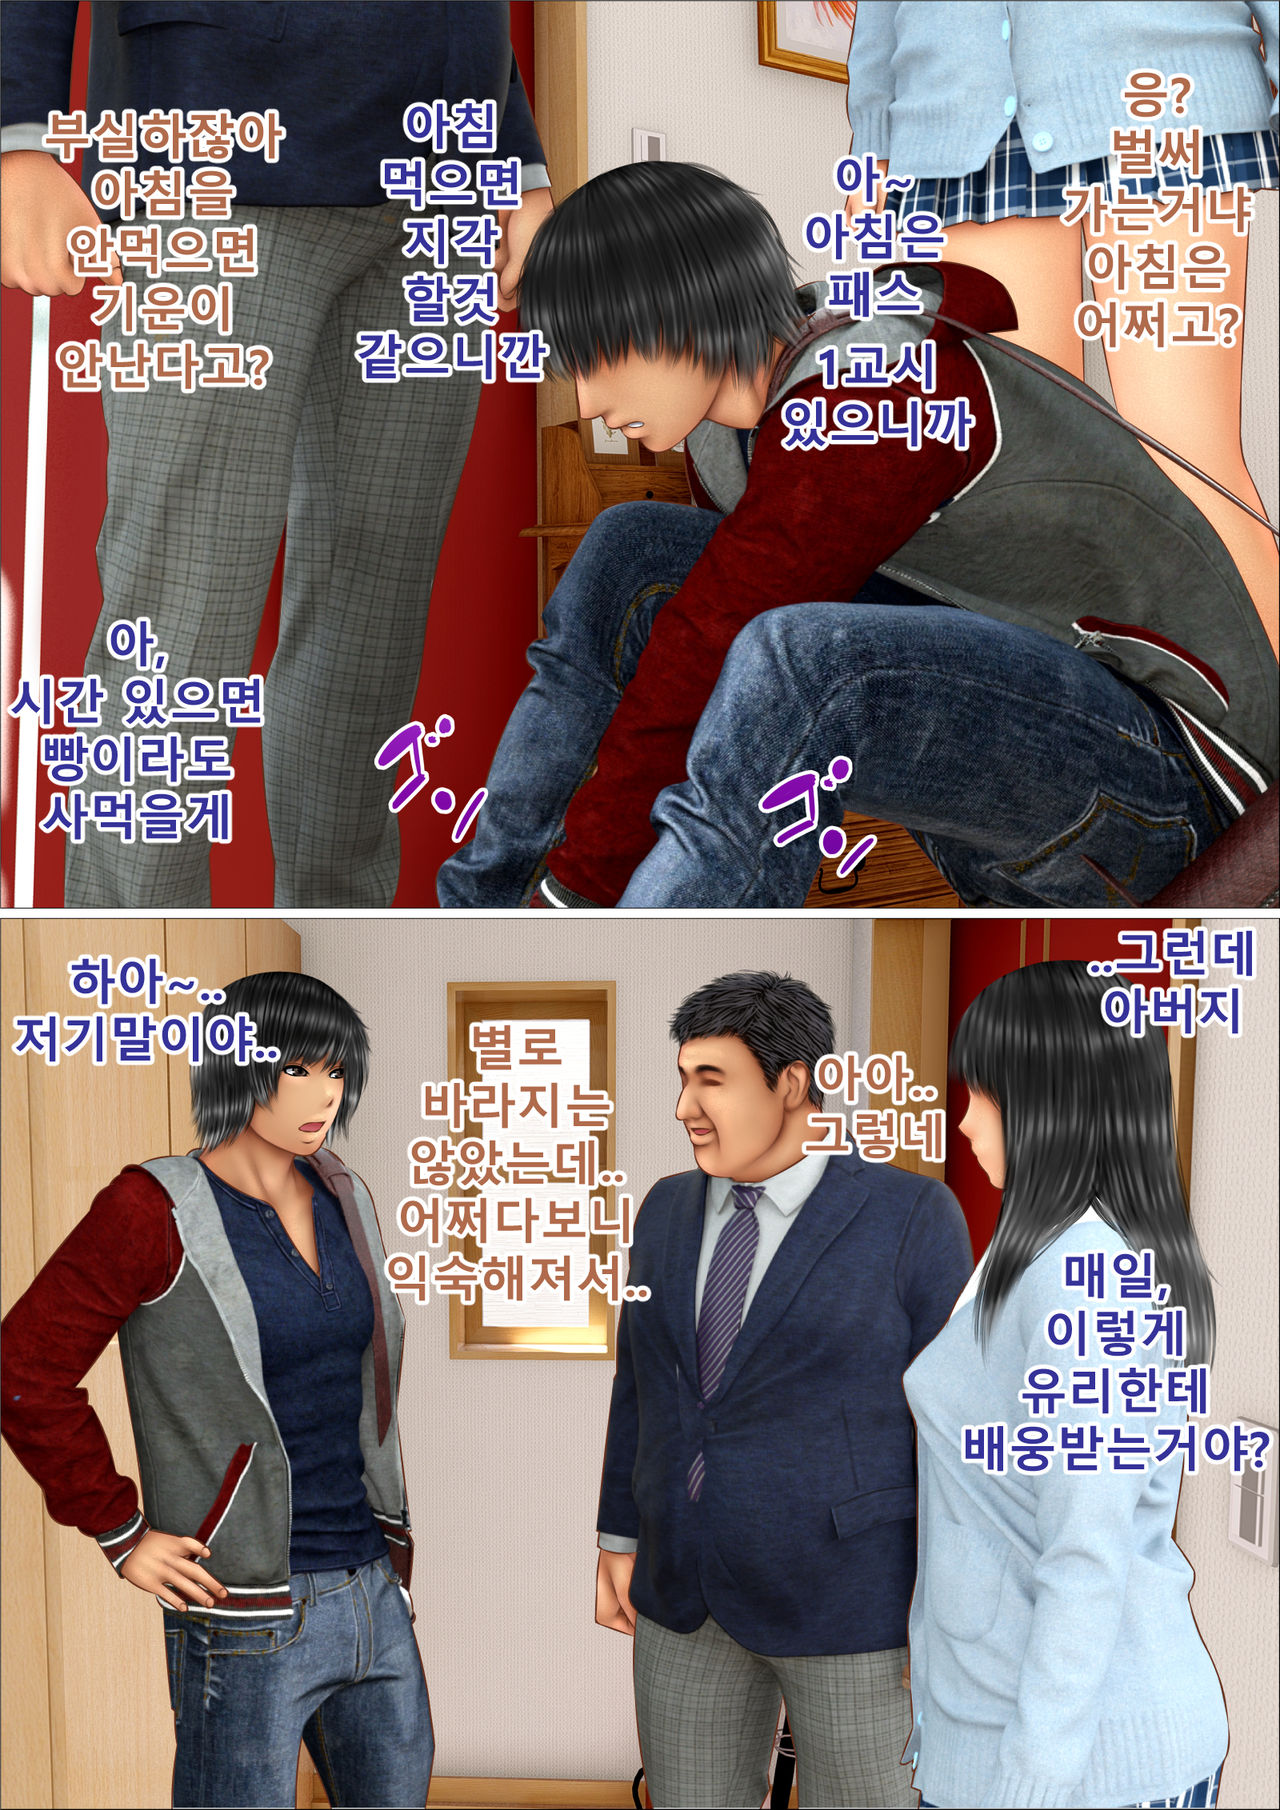 응?
벌써
가는거냐
아침은
어쩌고?
아~
아침은
패스
1교시
있으니까
아침
먹으면
지각
할것
같으니깐
부실하잖아
아침을
안먹으면
기운이
안난다고?
아,
시간 있으면
빵이라도
사먹을게
ズ
ズン
..그런데
아버지
매일,
이렇게
유리한테
배웅받는거야?
아아..
그렇네
별로
바라지는
않았는데..
어쩌다보니
익숙해져서..
하아~..
저기말이야..